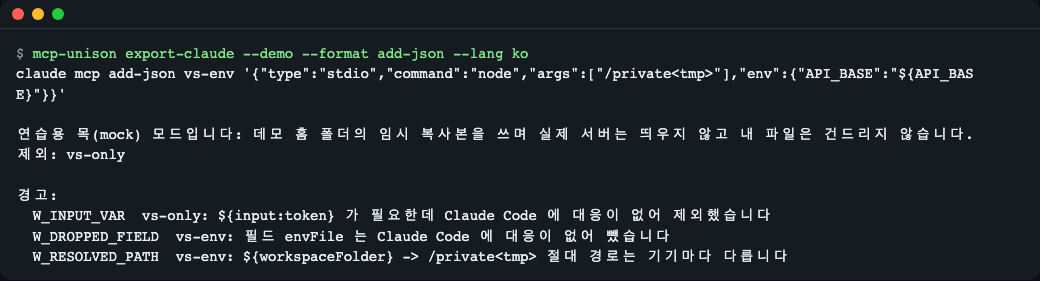 $ mcp-unison export-claude --demo --format add-json --lang ko
claude mcp add-json vs-env '{"type":"stdio","command":"node","args":["/private<tmp>"],"env":{"API_BASE":"${API_BAS
E}"}}'
연습용 목(mock) 모드입니다: 데모 홈 폴더의 임시 복사본을 쓰며 실제 서버는 띄우지 않고 내 파일은 건드리지 않습니다.
제외: vs-only
경고:
W_INPUT_VAR  vs-only: ${input:token} 가 필요한데 Claude Code 에 대응이 없어 제외했습니다
W_DROPPED_FIELD  vs-env: 필드 envFile 는 Claude Code 에 대응이 없어 뺐습니다
W_RESOLVED_PATH  vs-env: ${workspaceFolder} -> /private<tmp> 절대 경로는 기기마다 다릅니다